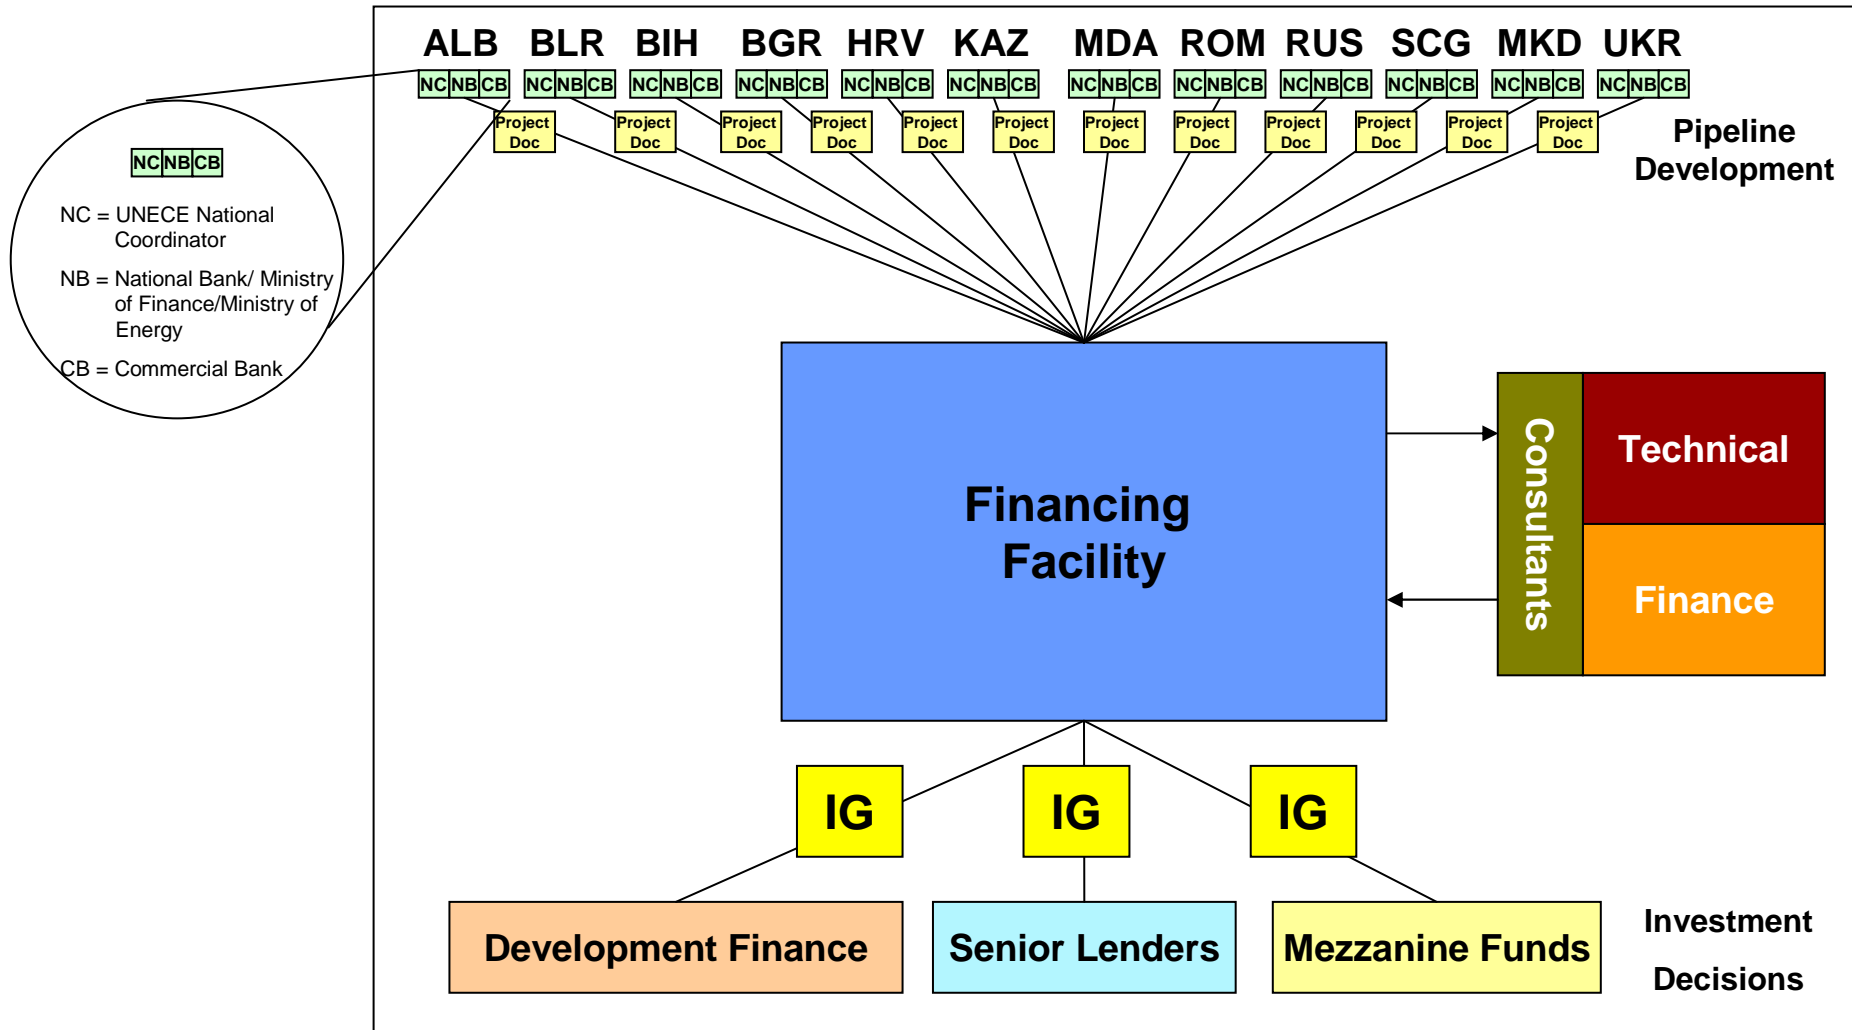 ALB BLR BIH BGR HRV KAZ MDA ROM RUS SCG MKD UKR
NC NB CB NC NB CB NC NB CB NC NB CB NC NB CB NC NB CB NC NB CB NC NB CB NC NB CB NC NB CB NC NB CB NC NB CB
Project Project Project Project Project Project Project Project Project Project Project Project
Doc Doc Doc Doc Doc Doc Doc Doc Doc Doc Doc Doc
Pipeline
Development
NC NB CB
NC = UNECE National
Coordinator
NB = National Bank/ Ministry
of Finance/Ministry of
Energy
CB = Commercial Bank
Financing
Facility
Consultants
Technical
Finance
IG IG IG
Development Finance
Senior Lenders
Mezzanine Funds
Investment
Decisions